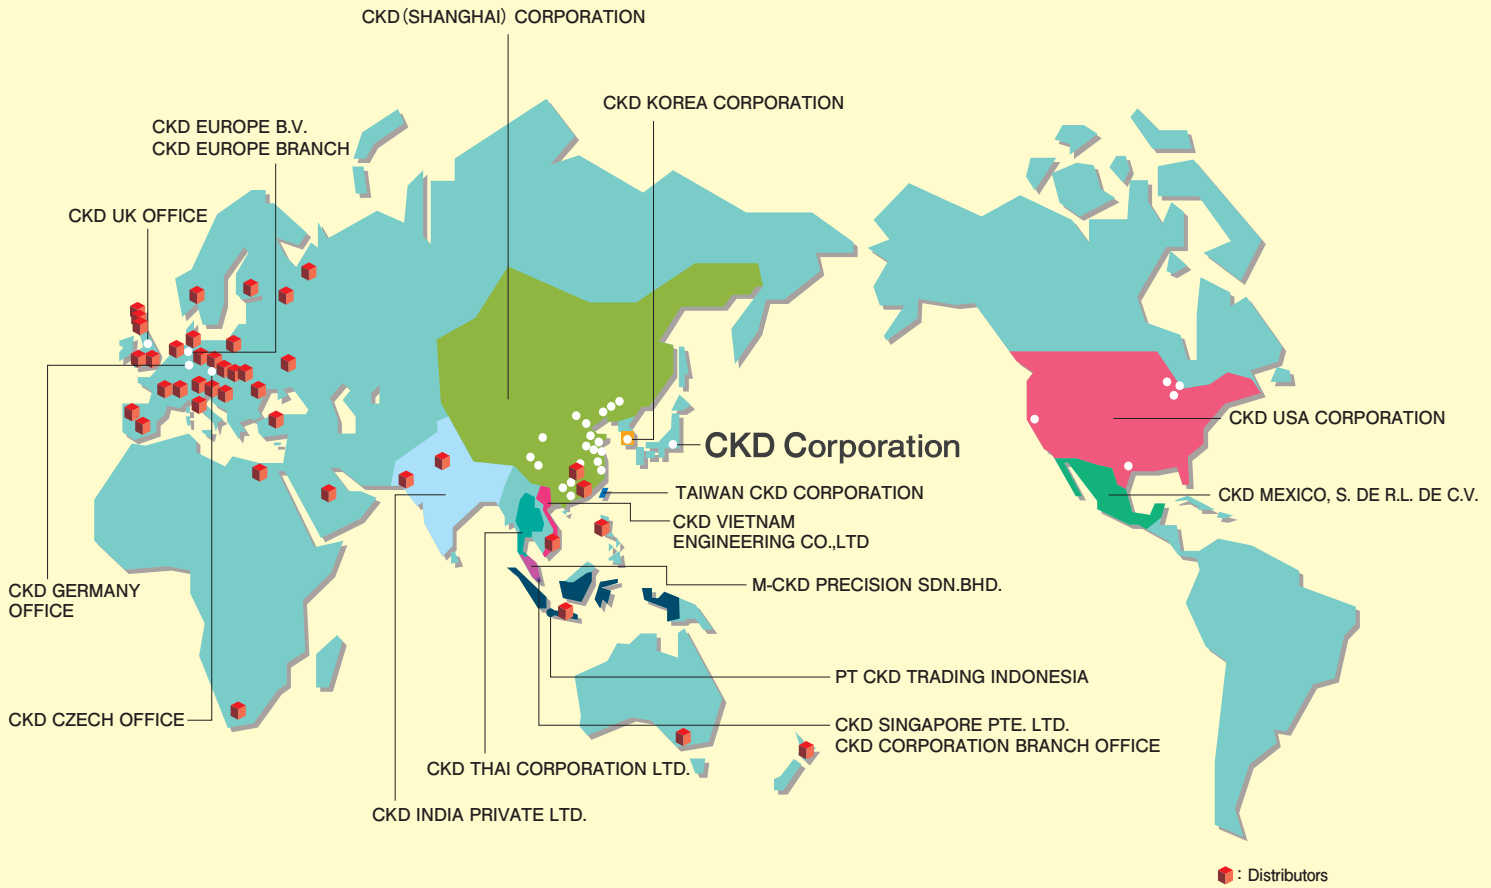 CKD(SHANGHAI) CORPORATION
CKD KOREA CORPORATION
CKD EUROPE B.V.
CKD EUROPE BRANCH
CKD UK OFFICE
CKD USA CORPORATION
CKD Corporation
TAIWAN CKD CORPORATION
CKD MEXICO, S. DE R.L. DE C.V.
CKD VIETNAM
ENGINEERING CO.,LTD
M-CKD PRECISION SDN.BHD.
CKD GERMANY
OFFICE
PT CKD TRADING INDONESIA
CKD CZECH OFFICE
CKD SINGAPORE PTE. LTD.
CKD CORPORATION BRANCH OFFICE
CKD THAI CORPORATION LTD.
CKD INDIA PRIVATE LTD.
: Distributors